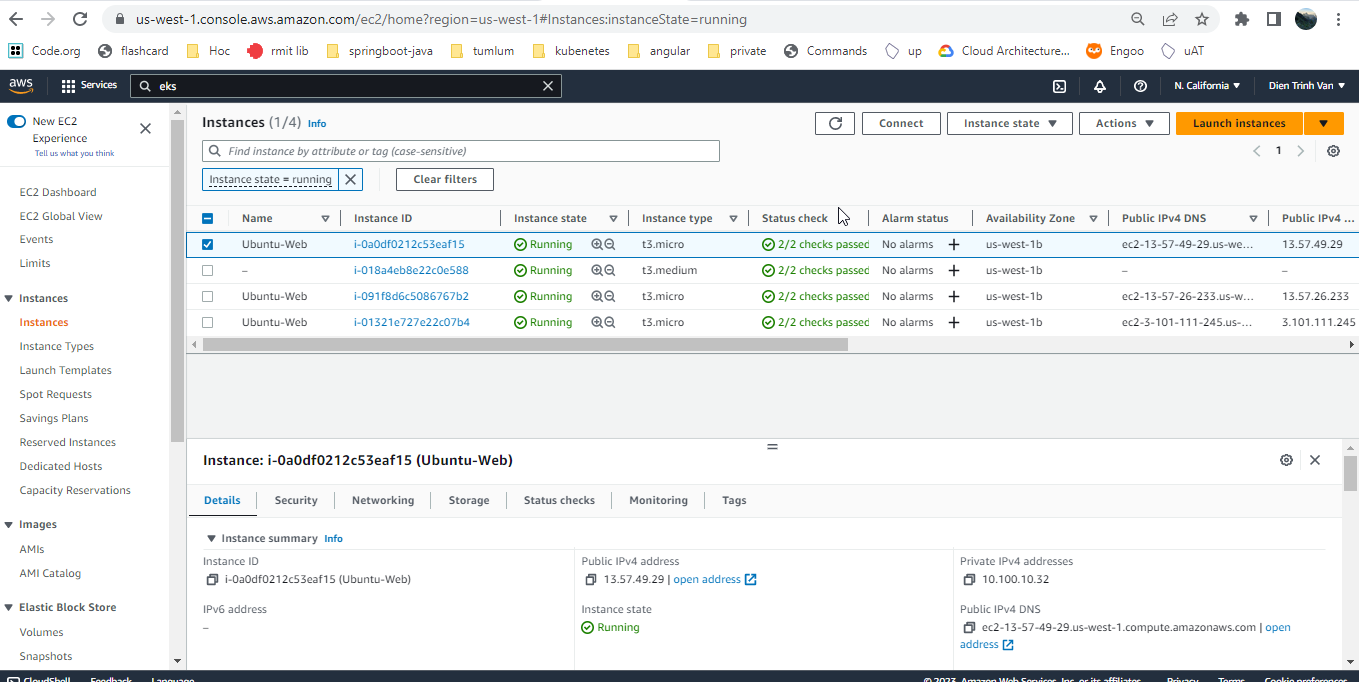 us-west-1.console.aws.amazon.com/ec2/home?region=us-west-1#Instances:instanceState=running
Code.org flashcard Hoc rmit lib springboot-java tumlum kubenetes angular private Commands up Cloud Architecture... Engoo uAT
aws Services eks N. California Dien Trinh Van
New EC2
Experience
Tell us what you think
EC2 Dashboard
EC2 Global View
Events
Limits
Instances
Instances
Instance Types
Launch Templates
Spot Requests
Savings Plans
Reserved Instances
Dedicated Hosts
Capacity Reservations
Images
AMIs
AMI Catalog
Elastic Block Store
Volumes
Snapshots
Instances (1/4) Info
Connect Instance state Actions Launch instances
Find instance by attribute or tag (case-sensitive)
1
Instance state = running Clear filters
Name Instance ID Instance state Instance type Status check Alarm status Availability Zone Public IPv4 DNS Public IPv4 ...
Ubuntu-Web i-0a0df0212c53eaf15 Running t3.micro 2/2 checks passed No alarms + us-west-1b ec2-13-57-49-29.us-we... 13.57.49.29
– i-018a4eb8e22c0e588 Running t3.medium 2/2 checks passed No alarms + us-west-1b – –
Ubuntu-Web i-091f8d6c5086767b2 Running t3.micro 2/2 checks passed No alarms + us-west-1b ec2-13-57-26-233.us-w... 13.57.26.233
Ubuntu-Web i-01321e727e22c07b4 Running t3.micro 2/2 checks passed No alarms + us-west-1b ec2-3-101-111-245.us-... 3.101.111.245
Instance: i-0a0df0212c53eaf15 (Ubuntu-Web)
Details Security Networking Storage Status checks Monitoring Tags
Instance summary Info
Instance ID
i-0a0df0212c53eaf15 (Ubuntu-Web)
IPv6 address
–
Public IPv4 address
13.57.49.29 | open address
Instance state
Running
Private IPv4 addresses
10.100.10.32
Public IPv4 DNS
ec2-13-57-49-29.us-west-1.compute.amazonaws.com | open
address
CloudShell Feedback Language © 2023, Amazon Web Services, Inc. or its affiliates. Privacy Terms Cookie preferences